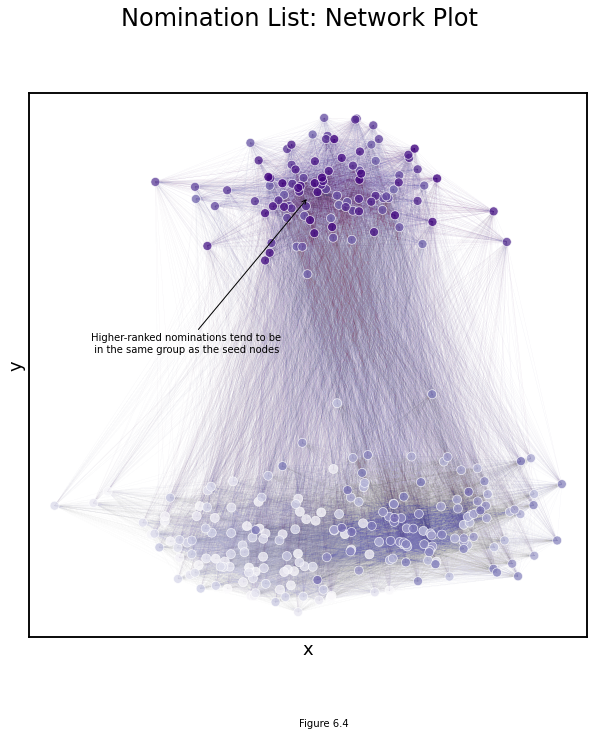 Nomination List: Network Plot
Higher-ranked nominations tend to be
in the same group as the seed nodes
y
x
Figure 6.4